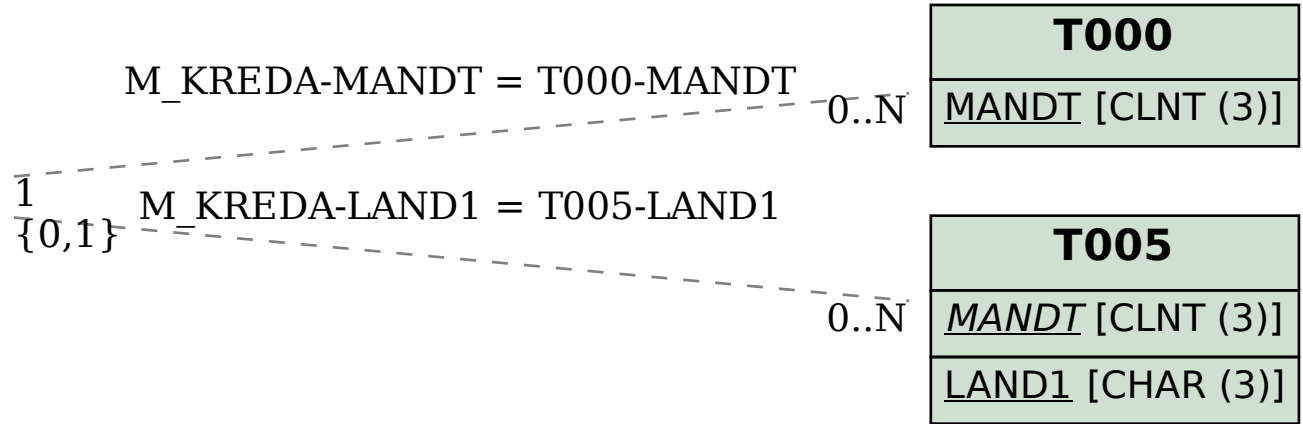 T000
M_KREDA-MANDT = T000-MANDT
0..N
MANDT [CLNT (3)]
1
{0,1}
M_KREDA-LAND1 = T005-LAND1
T005
0..N
MANDT [CLNT (3)]
LAND1 [CHAR (3)]